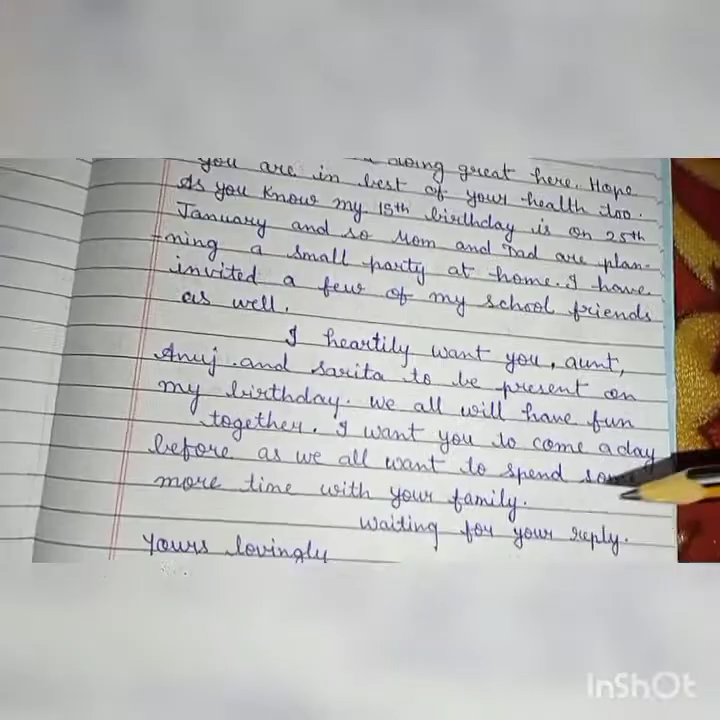 doing great here. Hope
you are in best of your health too.
As you know my 15th birthday is on 25th
January and so Mom and Dad are plan-
-ning a small party at home. I have
invited a few of my school friends
as well.
I heartily want you, aunt,
Anuj and Sarita to be present on
my birthday. We all will have fun
together. I want you to come a day
before as we all want to spend some
more time with your family.
Waiting for your reply.
Yours lovingly
InShOt